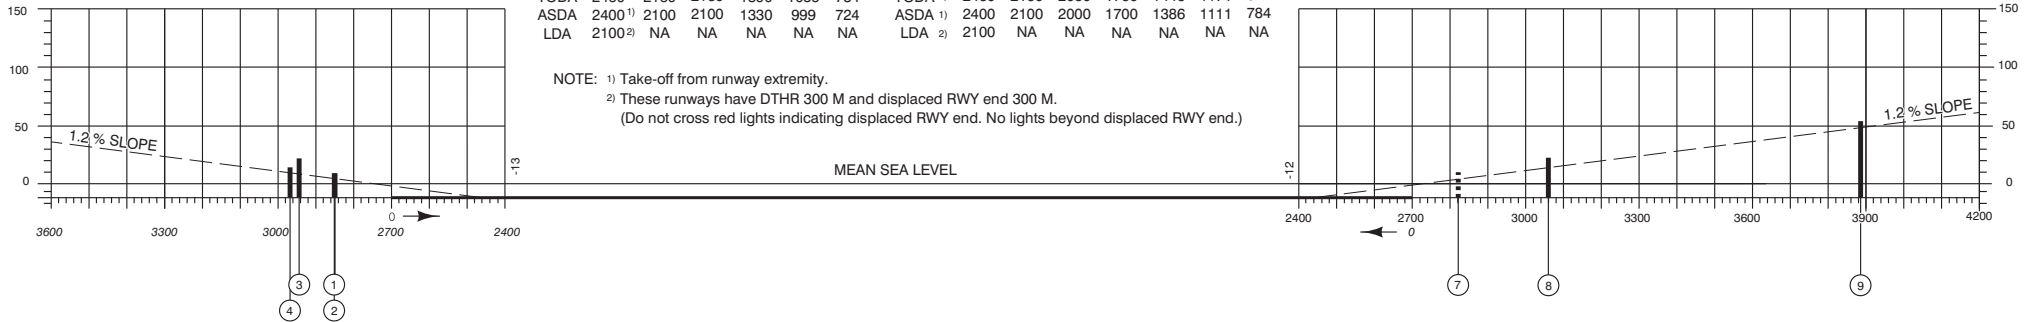 150
150
ASDA 2400 1) 2100 2100 1330 999 724
ASDA 1) 2400 2100 2000 1700 1386 1111 784
LDA 2100 2) NA NA NA NA NA
LDA 2) 2100 NA NA NA NA NA NA
100
100
NOTE: 1) Take-off from runway extremity.
2) These runways have DTHR 300 M and displaced RWY end 300 M.
(Do not cross red lights indicating displaced RWY end. No lights beyond displaced RWY end.)
50
50
1.2 % SLOPE
1.2 % SLOPE
-13
MEAN SEA LEVEL
-12
0
0
0
3600 3300 3000 2700 2400
2400 2700 3000 3300 3600 3900 4200
0
3 1
7 8 9
4 2